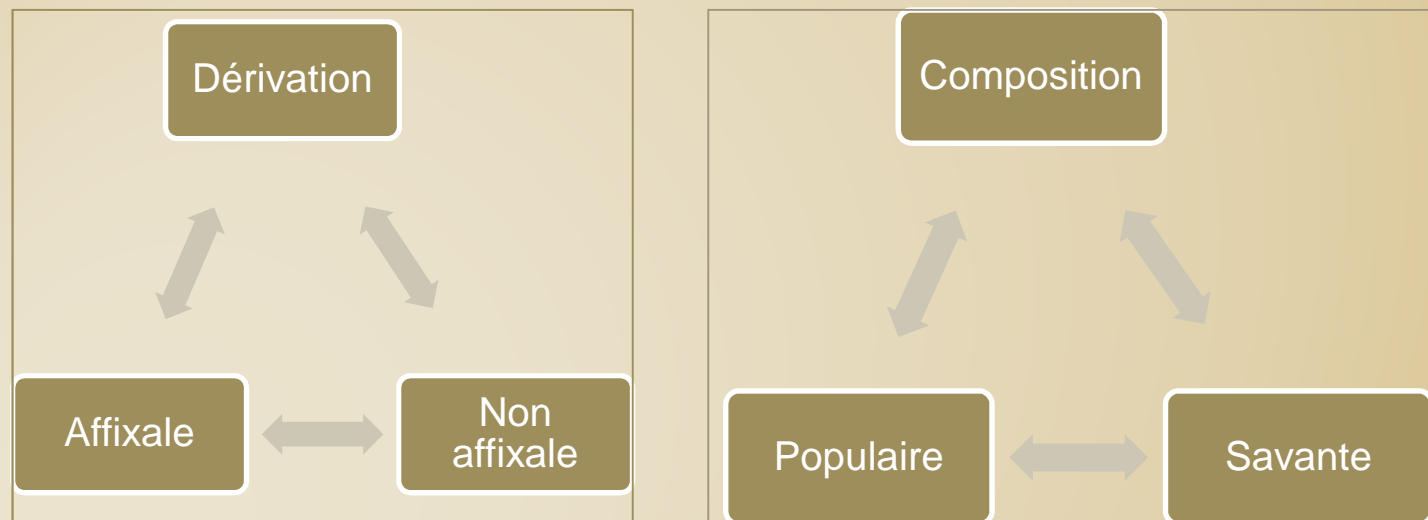 Dérivation
Affixale
Non
affixale
Composition
Populaire
Savante